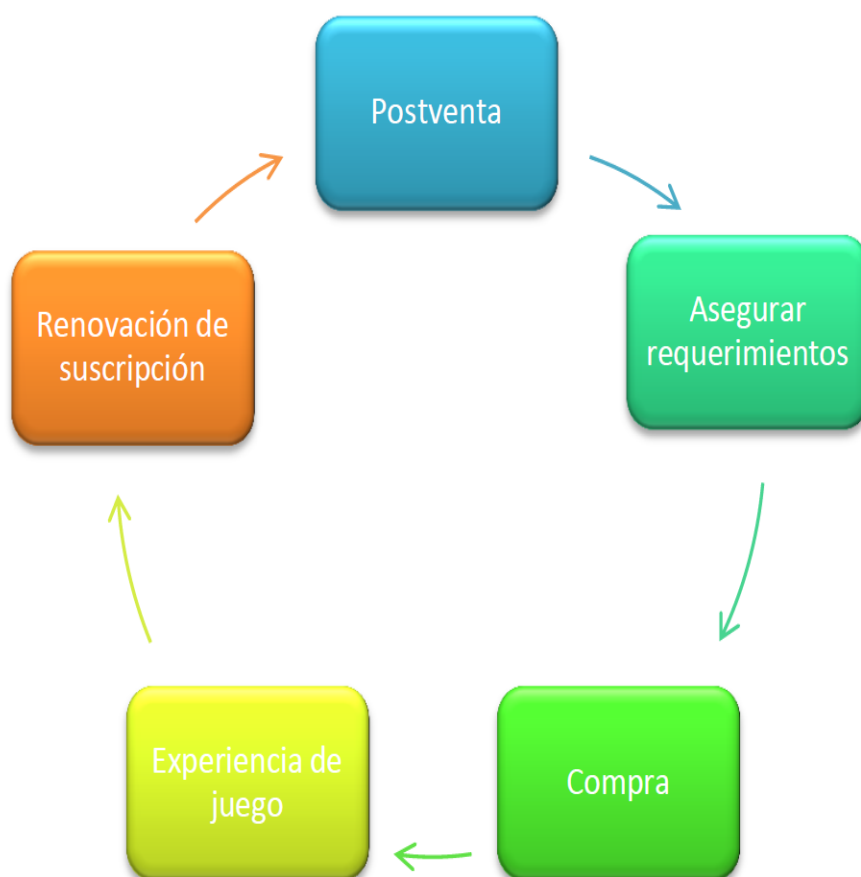 Postventa
Asegurar
requerimientos
Compra
Experiencia de
juego
Renovación de
suscripción